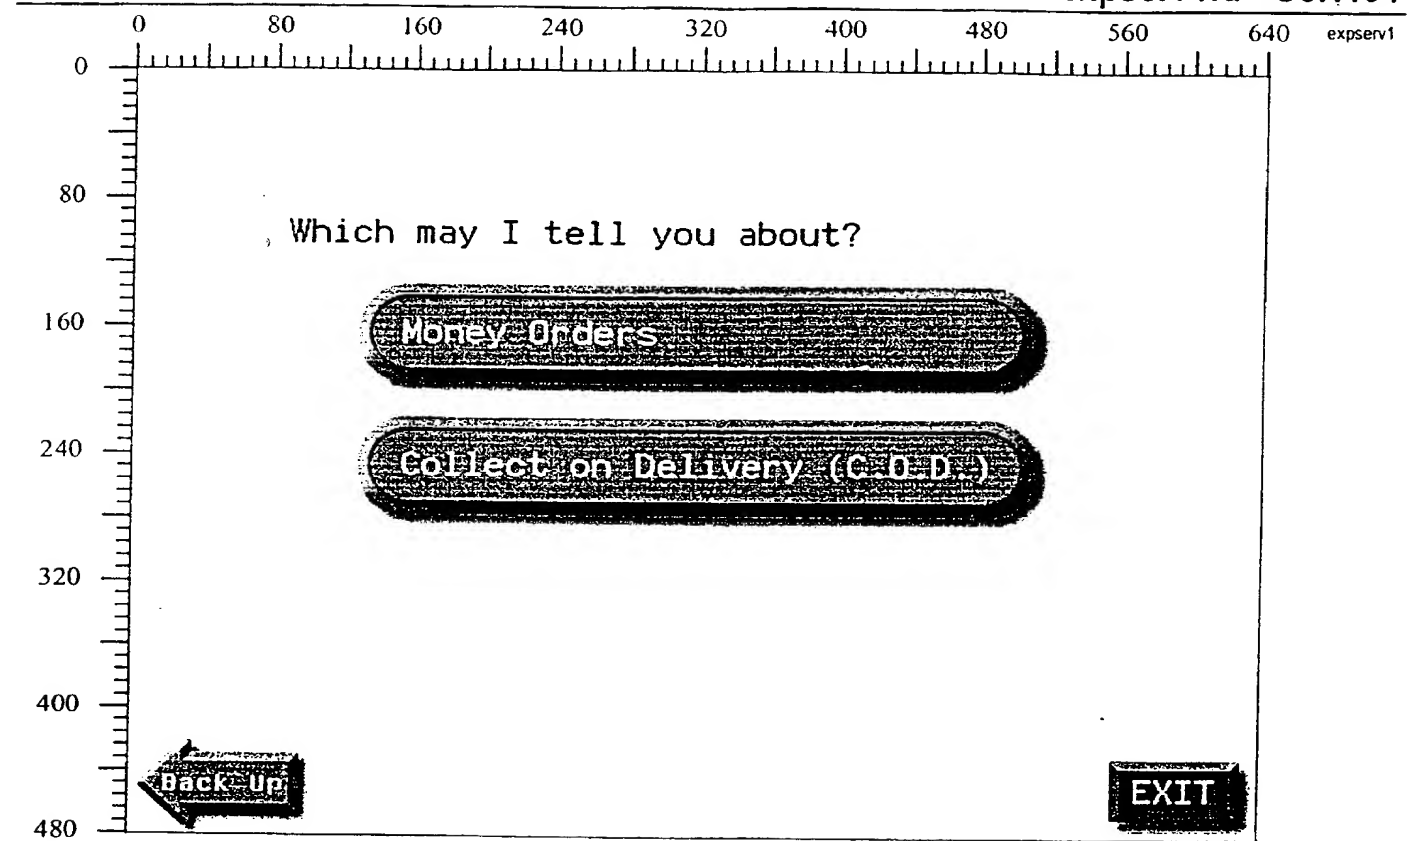 0 80 160 240 320 400 480 560 640 expserv1
0
80
Which may I tell you about?
160
Money Orders
240
Collect on Delivery (C.O.D.)
320
400
Back Up
EXIT
480